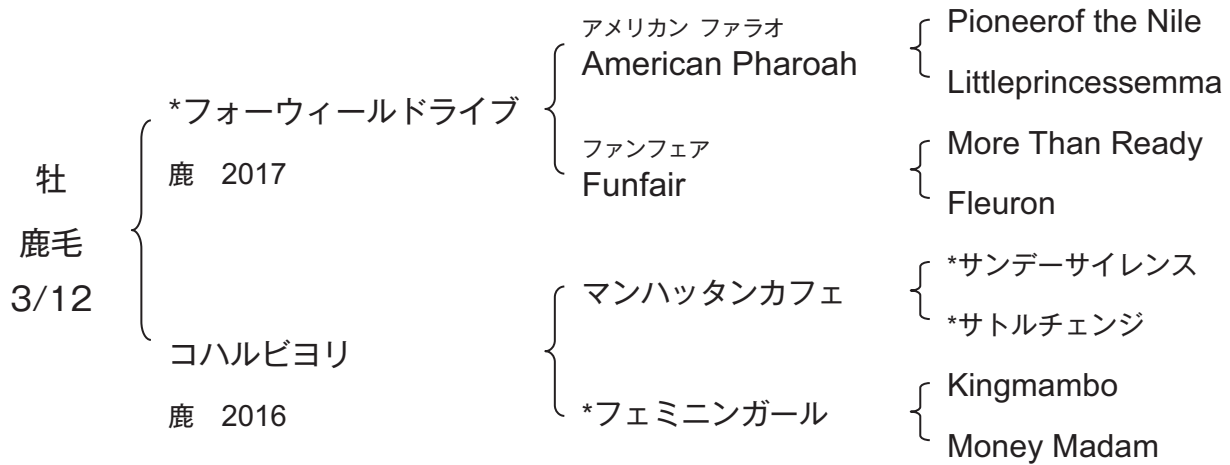 牡
鹿毛
3/12
*フォーウィールドライブ
鹿 2017
コハルビヨリ
鹿 2016
アメリカン ファラオ
American Pharoah
ファンフェア
Funfair
マンハッタンカフェ
*フェミニンガール
Pioneerof the Nile
Littleprincessemma
More Than Ready
Fleuron
*サンデーサイレンス
*サトルチェンジ
Kingmambo
Money Madam